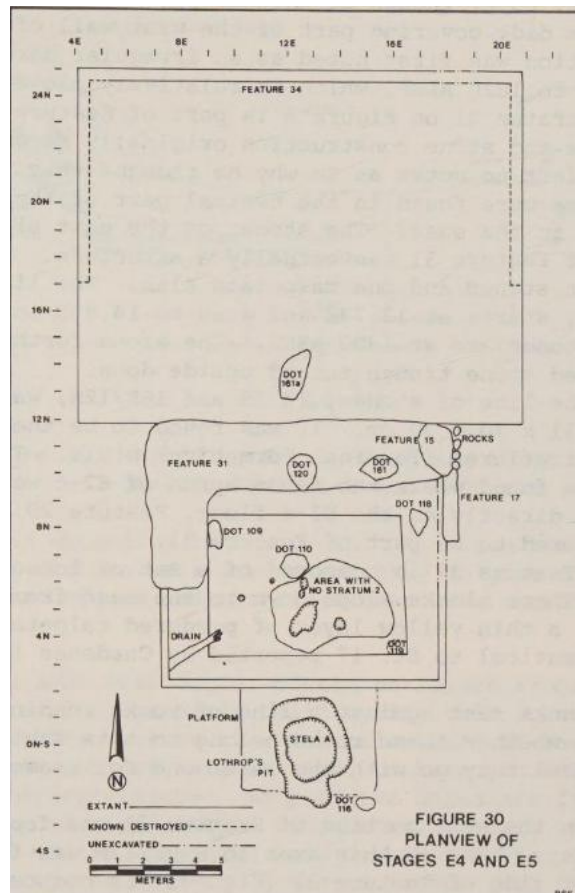 4E 8E 12E 16E 20E
24N
FEATURE 34
20N
16N
DOT
161a
12N
FEATURE 31
FEATURE 15
ROCKS
DOT
120
DOT
161
FEATURE 17
DOT 118
8N
DOT 109
DOT 110
AREA WITH
NO STRATUM 2
4N
DRAIN
DOT
119
2N
PLATFORM
STELA A
0N-S
LOTHROP'S
PIT
N
DOT
116
EXTANT
KNOWN DESTROYED
UNEXCAVATED
4S
0 1 2 3 4 5
METERS
FIGURE 30
PLANVIEW OF
STAGES E4 AND E5